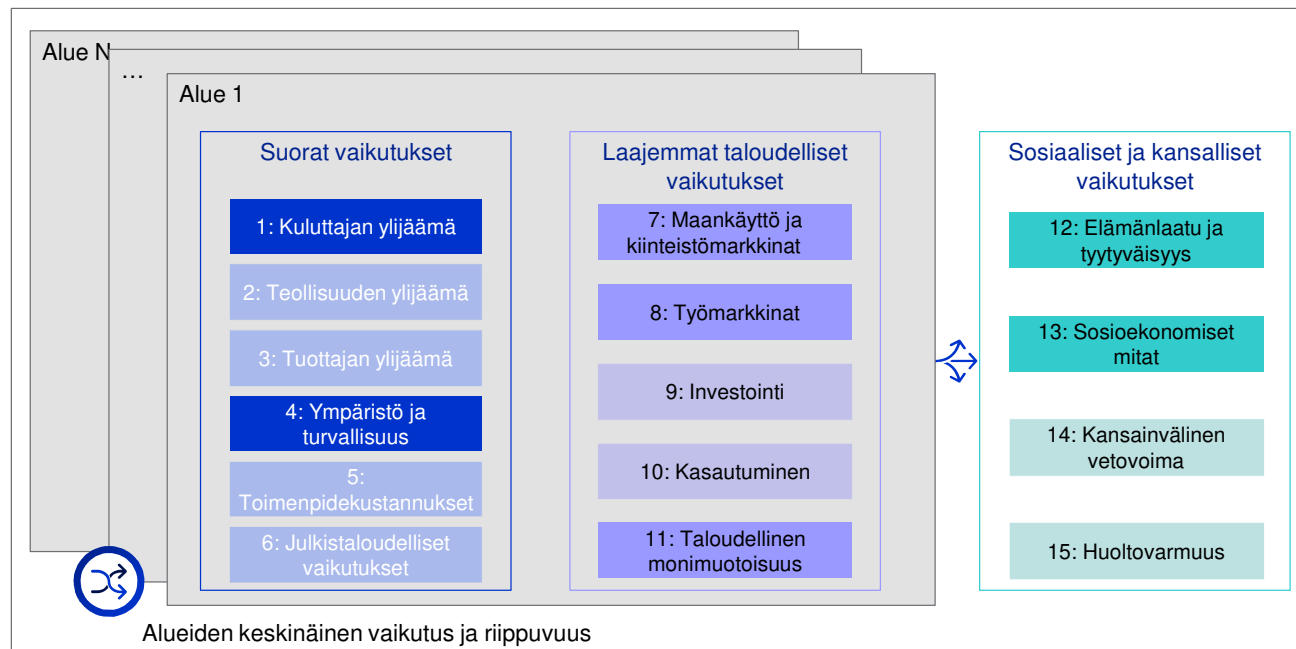 Alue N
…
Alue 1
Suorat vaikutukset
1: Kuluttajan ylijäämä
2: Teollisuuden ylijäämä
3: Tuottajan ylijäämä
4: Ympäristö ja
turvallisuus
5:
Toimenpidekustannukset
6: Julkistaloudelliset
vaikutukset
Laajemmat taloudelliset
vaikutukset
7: Maankäyttö ja
kiinteistömarkkinat
8: Työmarkkinat
9: Investointi
10: Kasautuminen
11: Taloudellinen
monimuotoisuus
Sosiaaliset ja kansalliset
vaikutukset
12: Elämänlaatu ja
tyytyväisyys
13: Sosioekonomiset
mitat
14: Kansainvälinen
vetovoima
15: Huoltovarmuus
Alueiden keskinäinen vaikutus ja riippuvuus